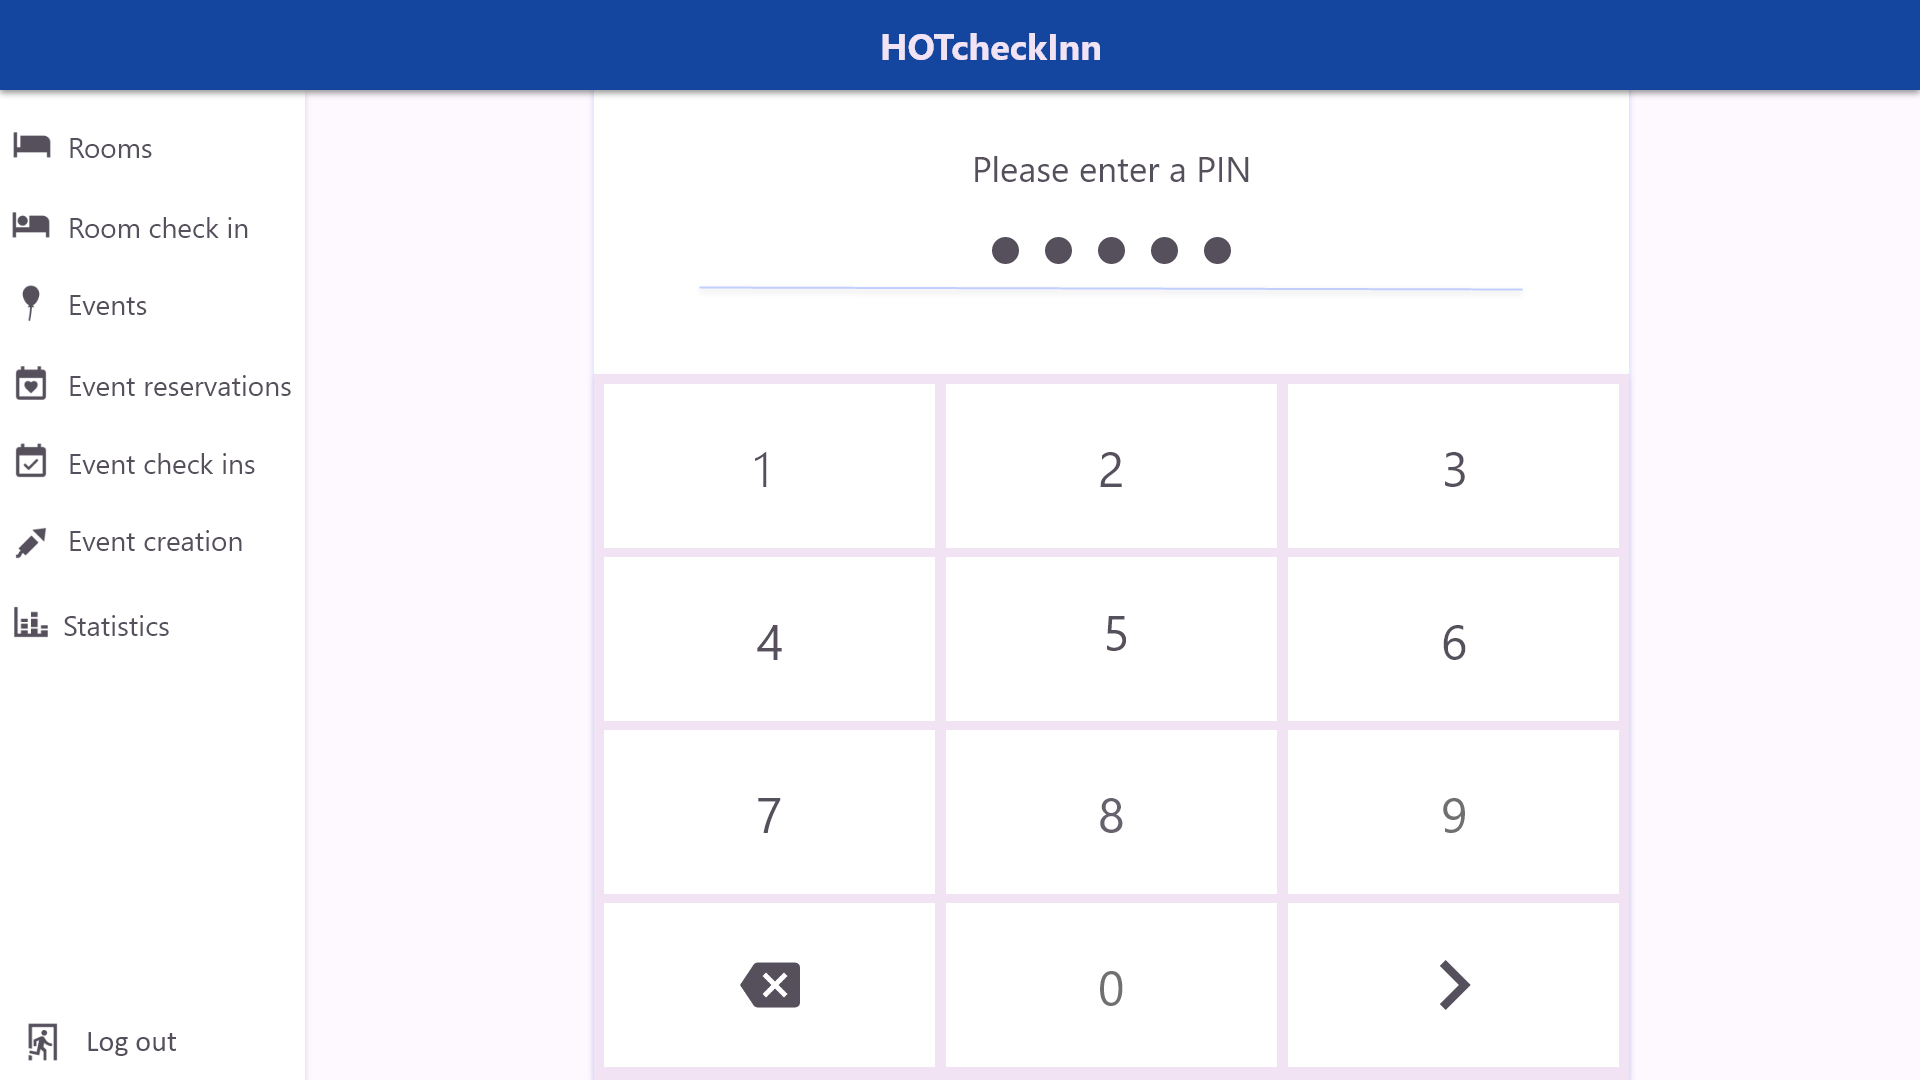 HOTcheckInn
Rooms
Room check in
Events
Event reservations
Event check ins
Event creation
Statistics
Log out
Please enter a PIN
1 2 3
4 5 6
7 8 9
0